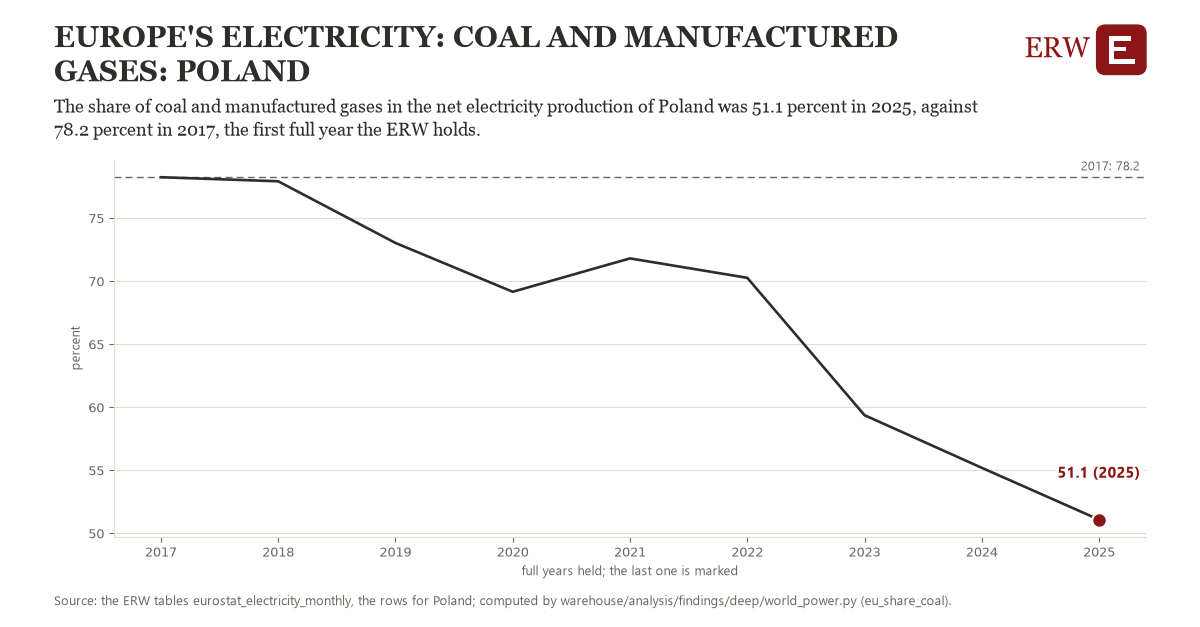 EUROPE'S ELECTRICITY: COAL AND MANUFACTURED
GASES: POLAND
ERW E
The share of coal and manufactured gases in the net electricity production of Poland was 51.1 percent in 2025, against
78.2 percent in 2017, the first full year the ERW holds.
2017: 78.2
75
70
65
60
55
50
percent
51.1 (2025)
2017 2018 2019 2020 2021 2022 2023 2024 2025
full years held; the last one is marked
Source: the ERW tables eurostat_electricity_monthly, the rows for Poland; computed by warehouse/analysis/findings/deep/world_power.py (eu_share_coal).